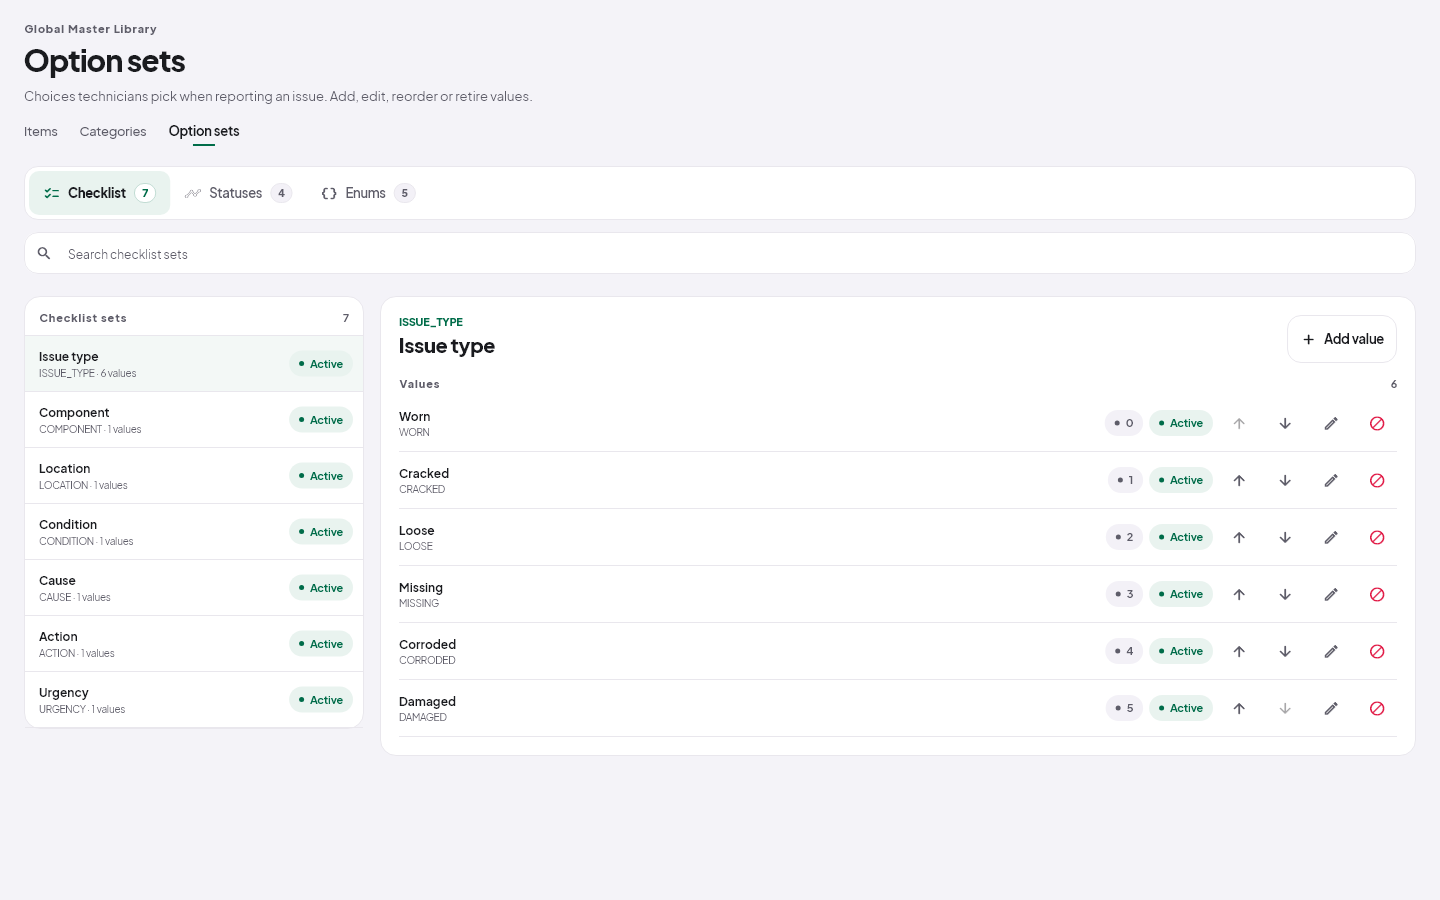 Global Master Library
Option sets
Choices technicians pick when reporting an issue. Add, edit, reorder or retire values.
Items Categories Option sets
Checklist 7 Statuses 4 Enums 5
Search checklist sets
Checklist sets 7
Issue type
ISSUE_TYPE · 6 values
Active
Component
COMPONENT · 1 values
Active
Location
LOCATION · 1 values
Active
Condition
CONDITION · 1 values
Active
Cause
CAUSE · 1 values
Active
Action
ACTION · 1 values
Active
Urgency
URGENCY · 1 values
Active
ISSUE_TYPE
Issue type
Add value
Values 6
Worn
WORN
0 Active
Cracked
CRACKED
1 Active
Loose
LOOSE
2 Active
Missing
MISSING
3 Active
Corroded
CORRODED
4 Active
Damaged
DAMAGED
5 Active